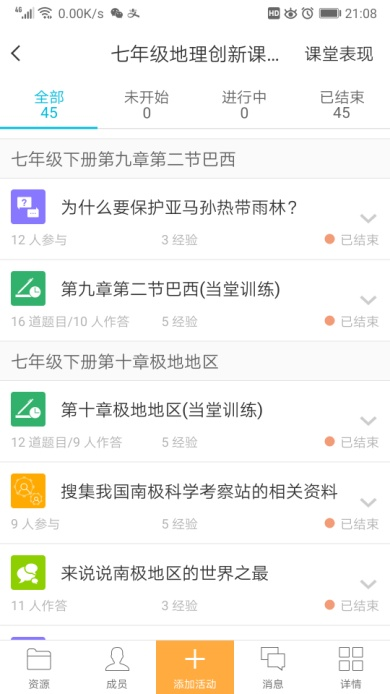 4G 0.00K/s 支 HD 21:08
七年级地理创新课... 课堂表现
全部 未开始 进行中 已结束
45 0 0 45
七年级下册第九章第二节巴西
为什么要保护亚马孙热带雨林?
12 人参与 3 经验 已结束
第九章第二节巴西(当堂训练)
16 道题目/10 人作答 5 经验 已结束
七年级下册第十章极地地区
第十章极地地区(当堂训练)
12 道题目/9 人作答 5 经验 已结束
搜集我国南极科学考察站的相关资料
9 人参与 5 经验 已结束
来说说南极地区的世界之最
11 人作答 3 经验 已结束
资源 成员 添加活动 消息 详情